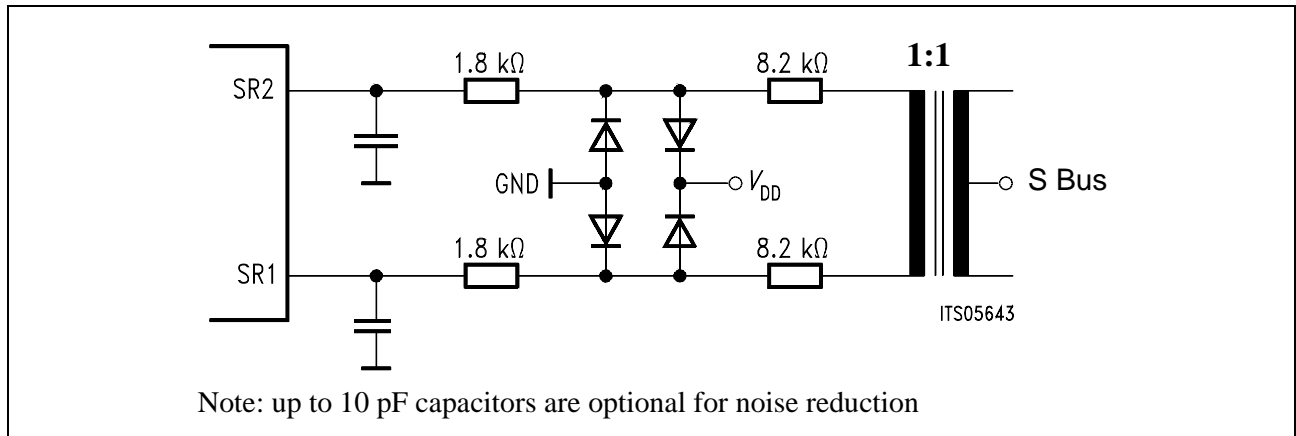 1.8 kΩ
8.2 kΩ
1:1
SR2
GND
VDD
S Bus
1.8 kΩ
8.2 kΩ
SR1
ITS05643
Note: up to 10 pF capacitors are optional for noise reduction